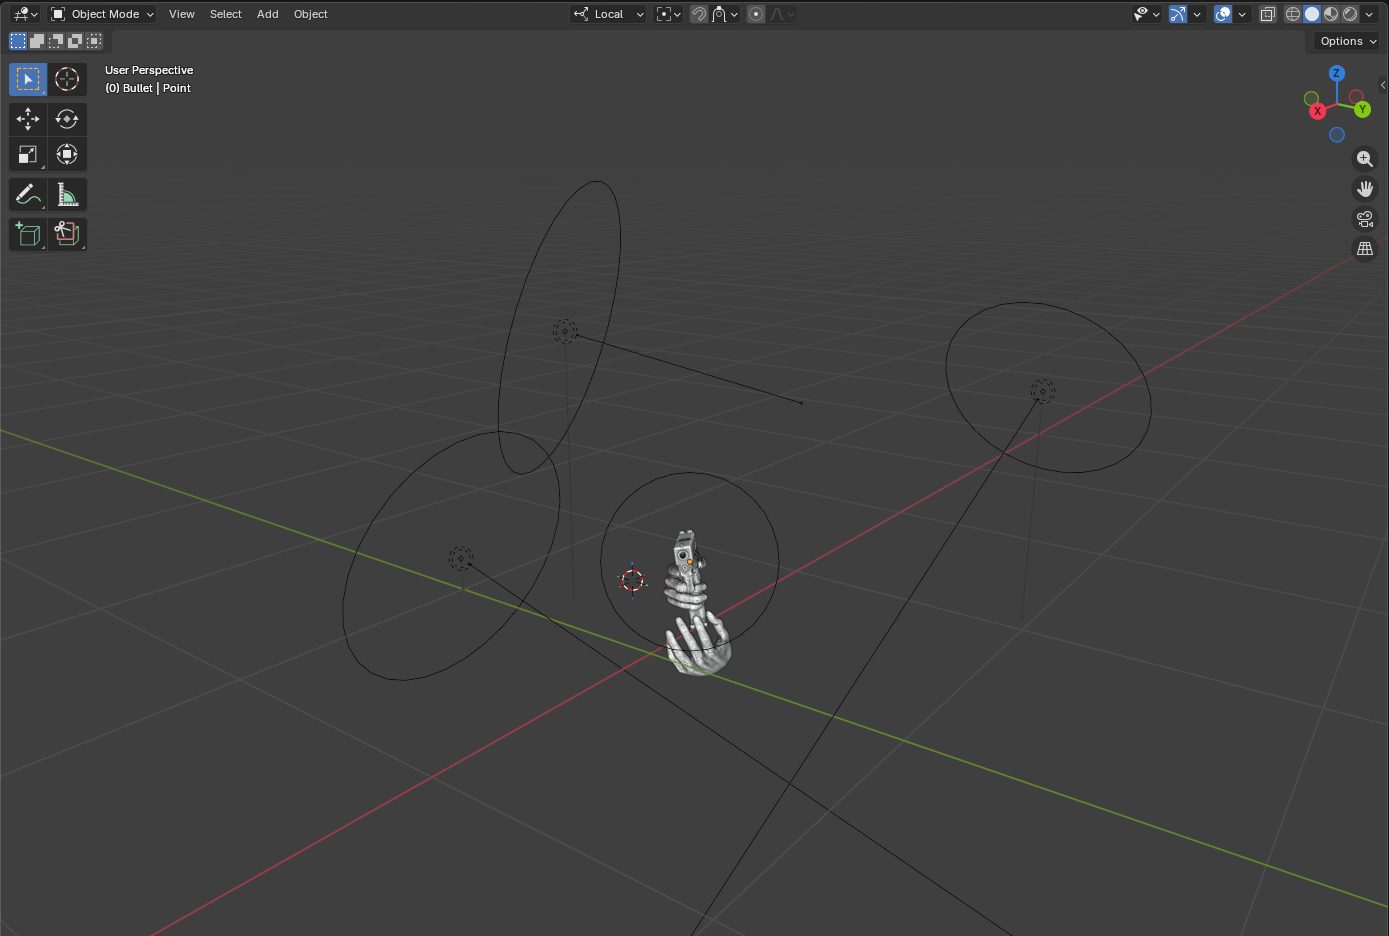 Object Mode View Select Add Object Local
Options
User Perspective
(0) Bullet | Point
Z
X Y